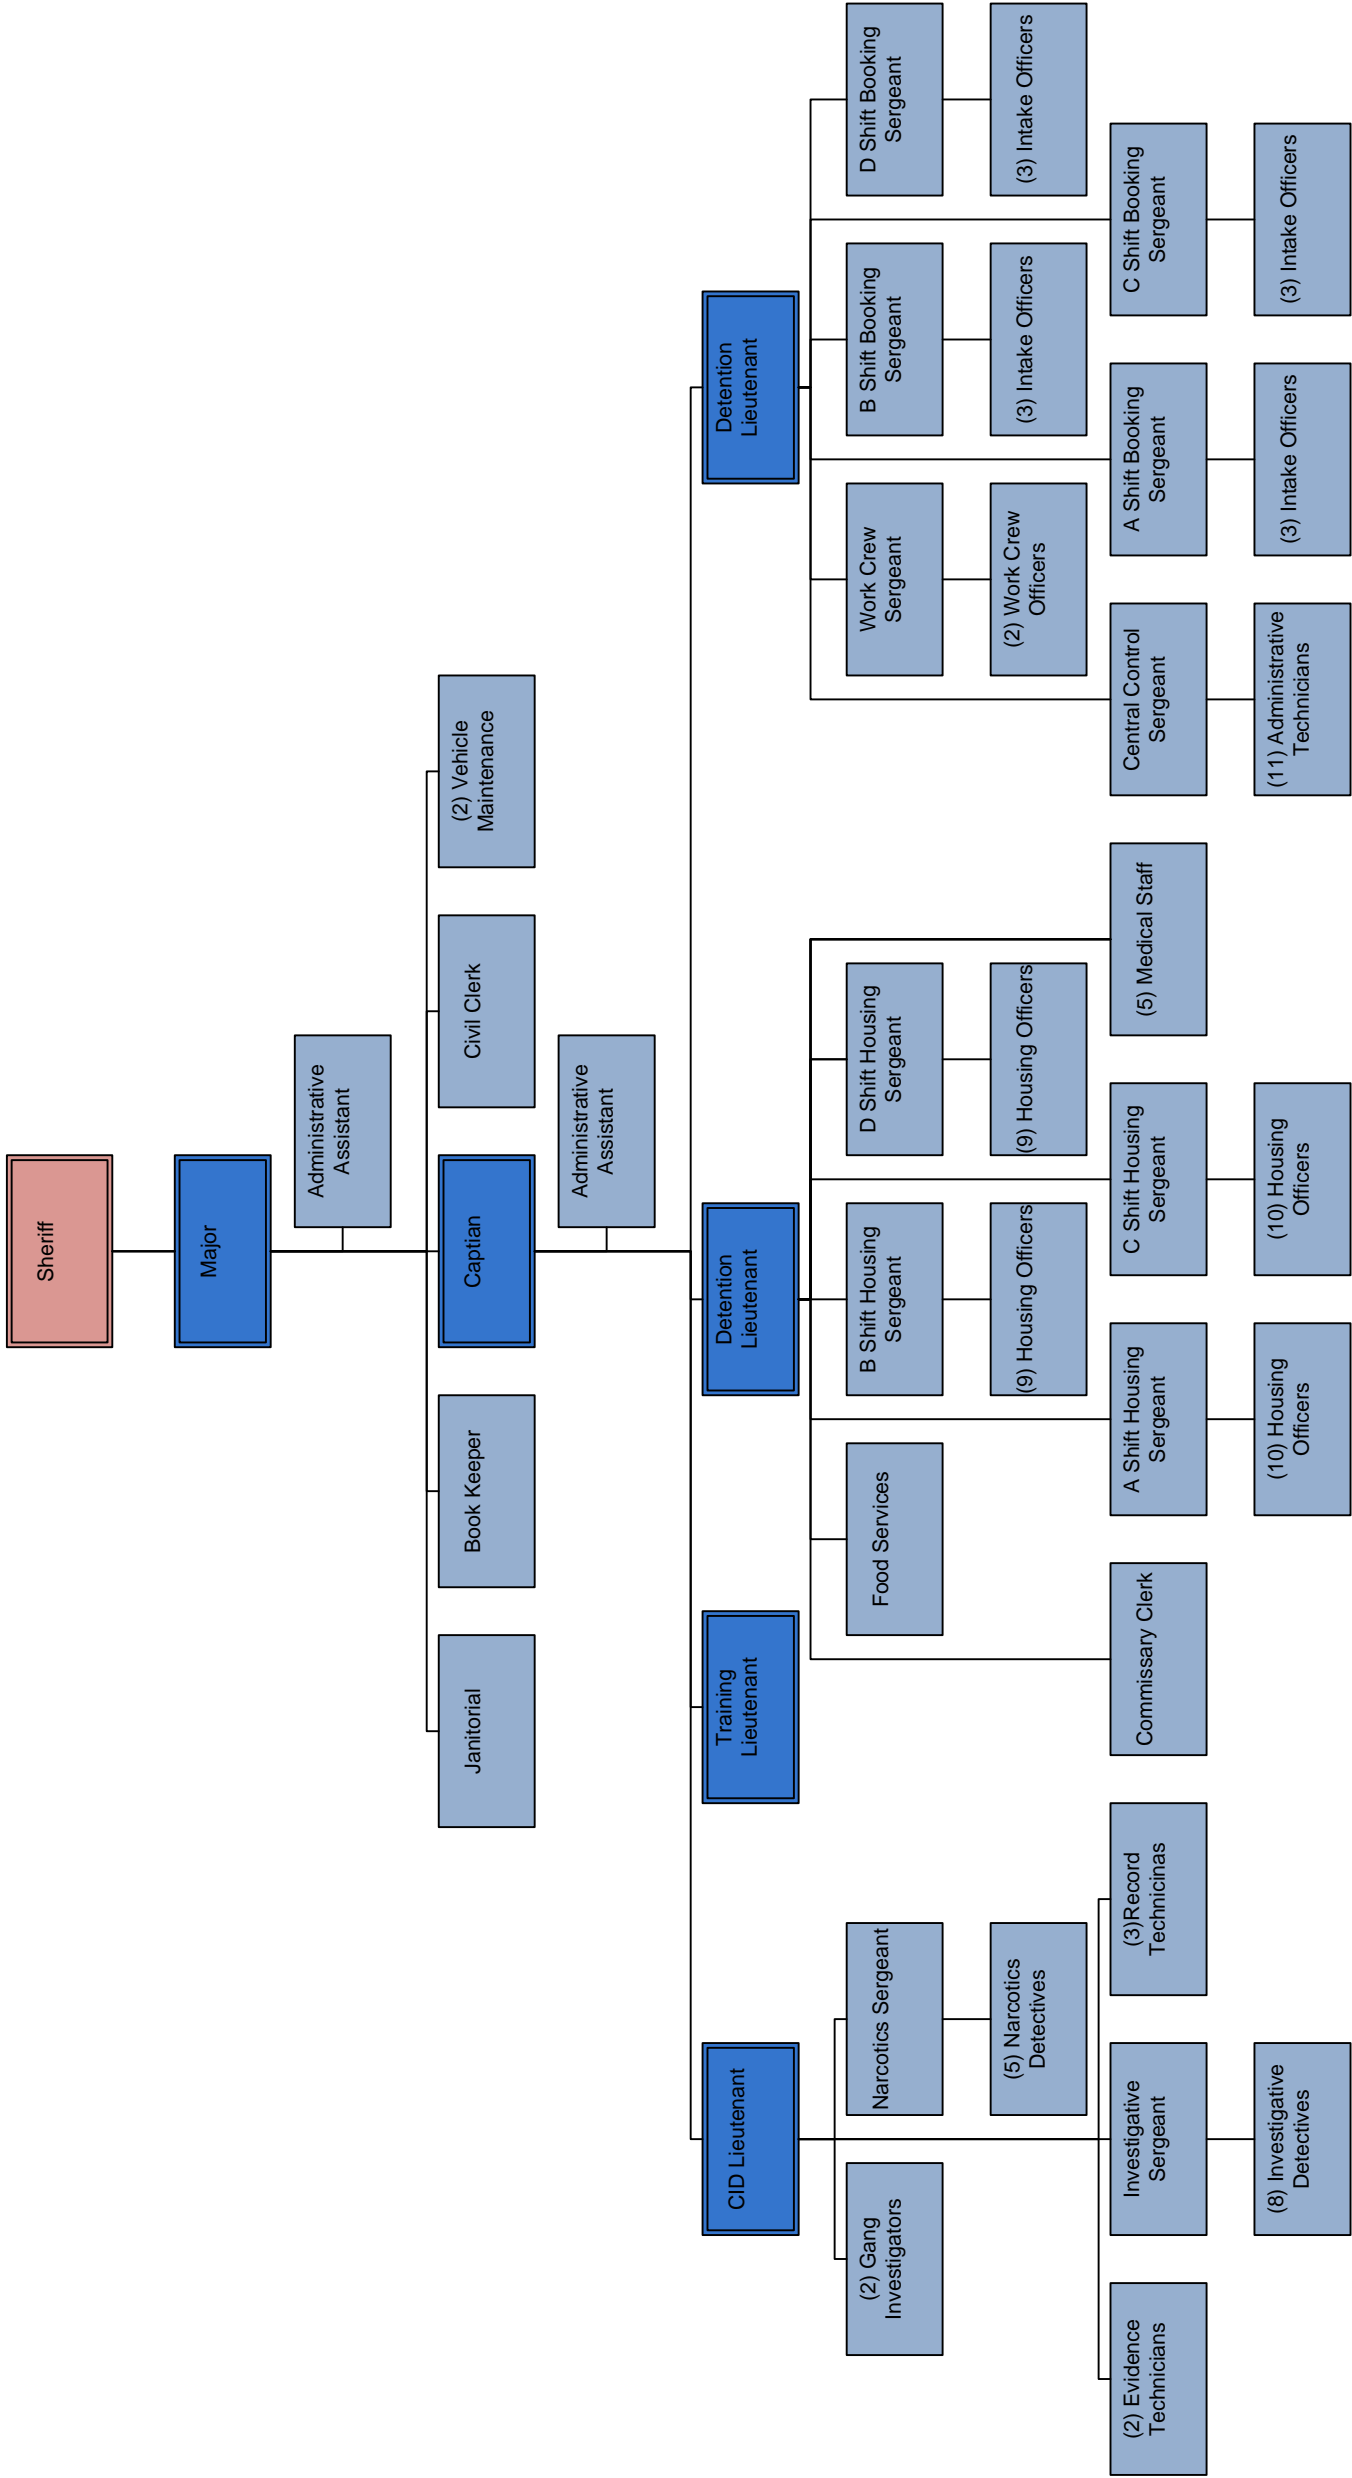 Sheriff
Major
Administrative
Assistant
Janitorial
Book Keeper
Captian
Civil Clerk
(2) Vehicle
Maintenance
Administrative
Assistant
CID Lieutenant
Training
Lieutenant
Detention
Lieutenant
Detention
Lieutenant
(2) Gang
Investigators
Narcotics Sergeant
Food Services
B Shift Housing
Sergeant
D Shift Housing
Sergeant
Work Crew
Sergeant
B Shift Booking
Sergeant
D Shift Booking
Sergeant
(5) Narcotics
Detectives
(9) Housing Officers
(9) Housing Officers
(2) Work Crew
Officers
(3) Intake Officers
(3) Intake Officers
(2) Evidence
Technicians
Investigative
Sergeant
(3)Record
Technicinas
Commissary Clerk
A Shift Housing
Sergeant
C Shift Housing
Sergeant
(5) Medical Staff
Central Control
Sergeant
A Shift Booking
Sergeant
C Shift Booking
Sergeant
(8) Investigative
Detectives
(10) Housing
Officers
(10) Housing
Officers
(11) Administrative
Technicians
(3) Intake Officers
(3) Intake Officers